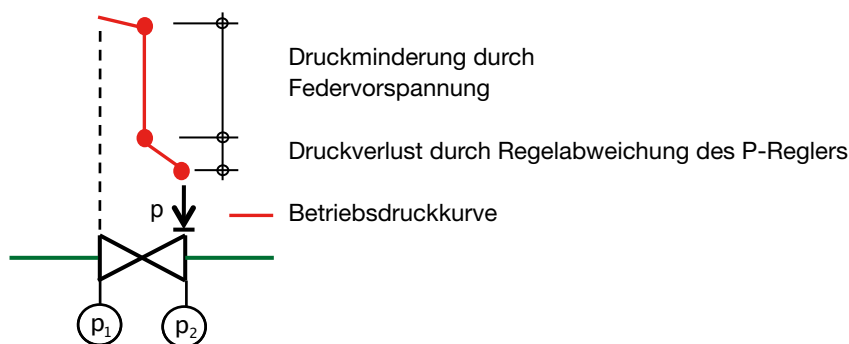 Druckminderung durch
Federvorspannung
Druckverlust durch Regelabweichung des P-Reglers
p
Betriebsdruckkurve
p₁
p₂